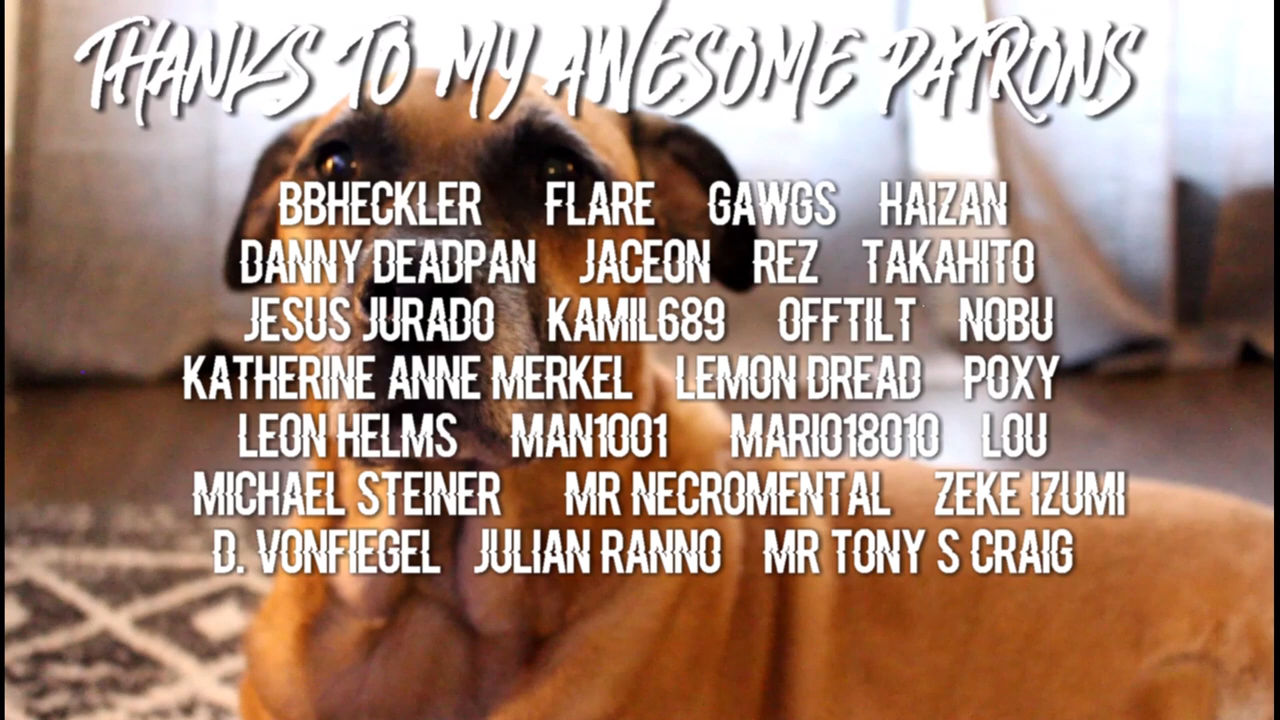 THANKS TO MY AWESOME PATRONS
BBHECKLER FLARE GAWGS HAIZAN
DANNY DEADPAN JACEON REZ TAKAHITO
JESUS JURADO KAMIL689 OFFTILT NOBU
KATHERINE ANNE MERKEL LEMON DREAD POXY
LEON HELMS MAN1001 MARIO18010 LOU
MICHAEL STEINER MR NECROMENTAL ZEKE IZUMI
D. VONFIEGEL JULIAN RANNO MR TONY S CRAIG